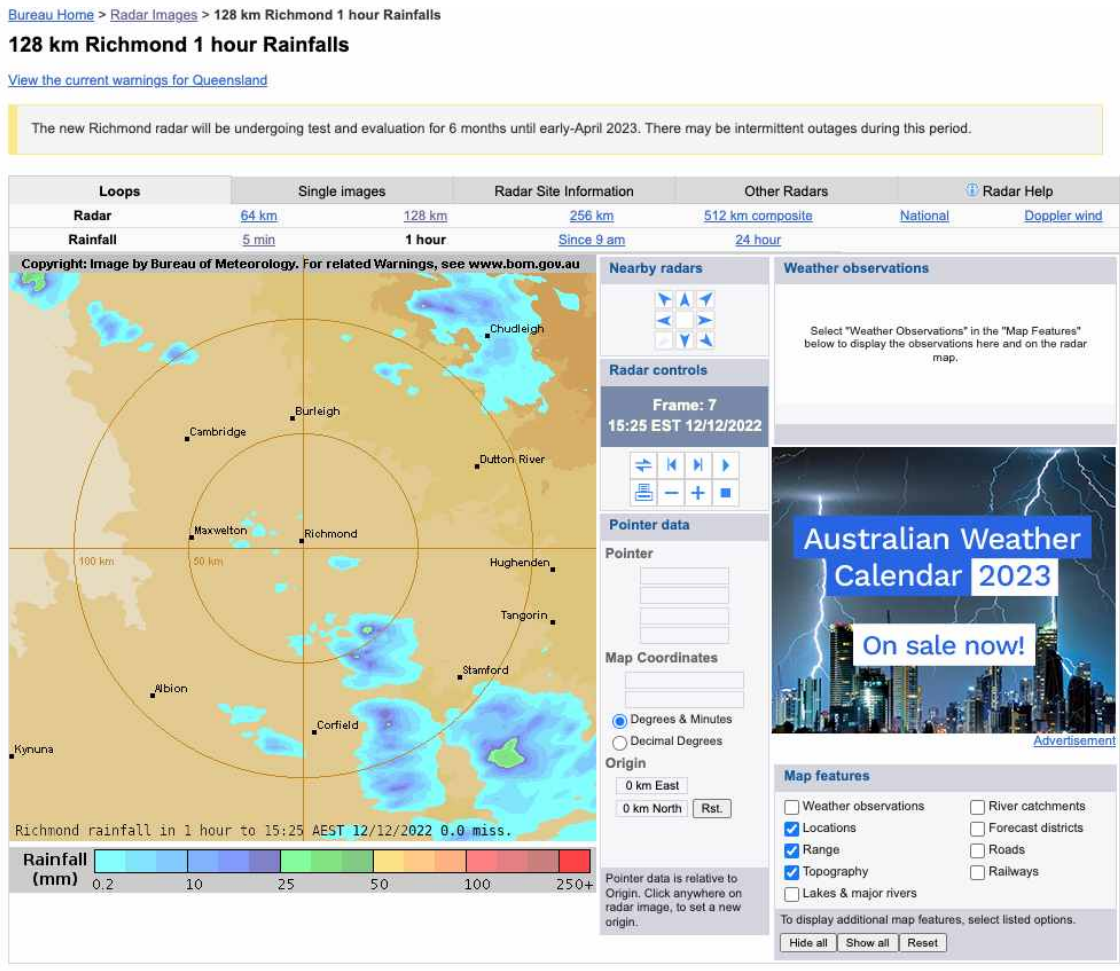 Bureau Home > Radar Images > 128 km Richmond 1 hour Rainfalls
128 km Richmond 1 hour Rainfalls
View the current warnings for Queensland
The new Richmond radar will be undergoing test and evaluation for 6 months until early-April 2023. There may be intermittent outages during this period.
Loops Single images Radar Site Information Other Radars Radar Help
Radar 64 km 128 km 256 km 512 km composite National Doppler wind
Rainfall 5 min 1 hour Since 9 am 24 hour
Copyright: Image by Bureau of Meteorology. For related Warnings, see www.bom.gov.au
Chudleigh
Burleigh
Cambridge
Dutton River
Maxwelton
Richmond
100 km
50 km
Hughenden
Tangorin
Stamford
Albion
Corfield
Kynuna
Richmond rainfall in 1 hour to 15:25 AEST 12/12/2022 0.0 miss.
Rainfall
(mm)
0.2 10 25 50 100 250+
Nearby radars
Radar controls
Frame: 7
15:25 EST 12/12/2022
Pointer data
Pointer
Map Coordinates
Degrees & Minutes
Decimal Degrees
Origin
0 km East
0 km North Rst.
Pointer data is relative to
Origin. Click anywhere on
radar image, to set a new
origin.
Weather observations
Select "Weather Observations" in the "Map Features"
below to display the observations here and on the radar
map.
Australian Weather
Calendar 2023
On sale now!
Advertisement
Map features
Weather observations River catchments
Locations Forecast districts
Range Roads
Topography Railways
Lakes & major rivers
To display additional map features, select listed options.
Hide all Show all Reset